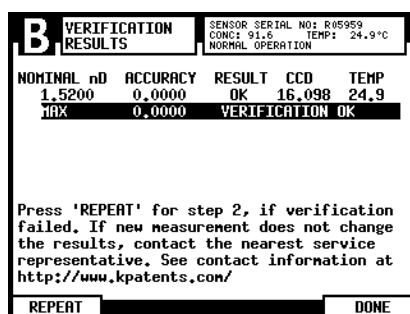 B VERIFICATION RESULTS
SENSOR SERIAL NO: R05959
CONC: 91.6 TEMP: 24.9°C
NORMAL OPERATION
NOMINAL nD ACCURACY RESULT CCD TEMP
1.5200 0.0000 OK 16.098 24.9
MAX 0.0000 VERIFICATION OK
Press 'REPEAT' for step 2, if verification
failed. If new measurement does not change
the results, contact the nearest service
representative. See contact information at
http://www.kpatents.com/
REPEAT DONE